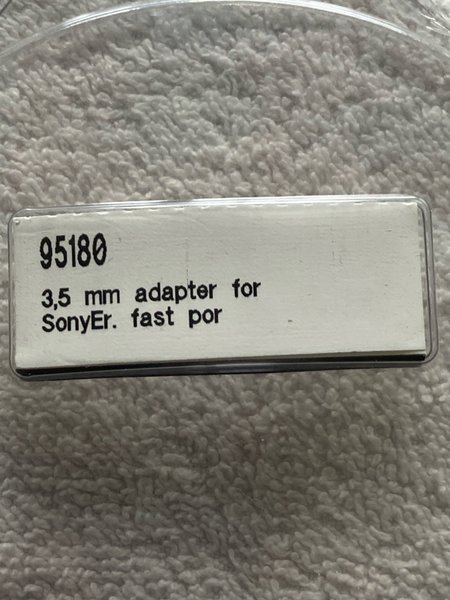 95180
3,5 mm adapter for
SonyEr. fast por